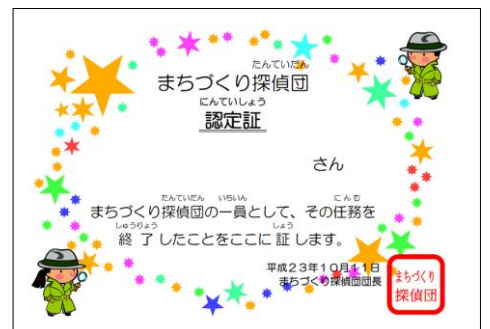 たんていだん
まちづくり探偵団
にんていしょう
認定証
さん
たんていだん いちいん にんむ
まちづくり探偵団の一員として、その任務を
しゅうりょう しょう
終了したことをここに証します。
平成23年10月11日
まちづくり探偵団団長
まちづくり
探偵団